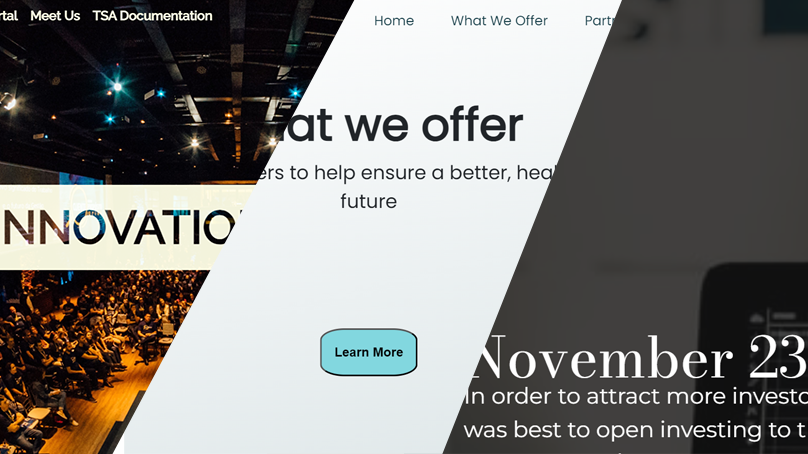 rtal Meet Us TSA Documentation
Home What We Offer Part
NNOVATIO
at we offer
ers to help ensure a better, heal
future
Learn More
November 23
In order to attract more investo
was best to open investing to t